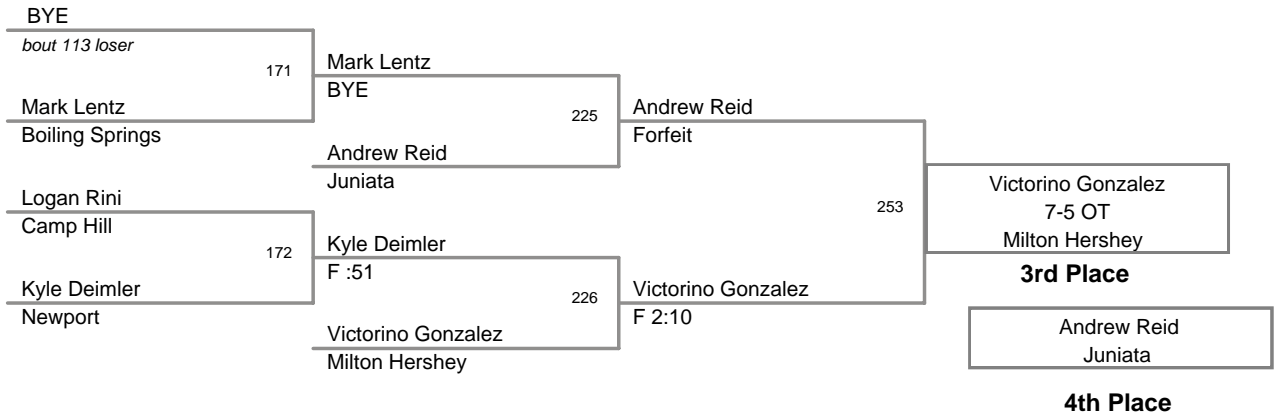 BYE
bout 113 loser
171
Mark Lentz
Boiling Springs
Logan Rini
Camp Hill
172
Kyle Deimler
Newport
Mark Lentz
BYE
225
Andrew Reid
Juniata
Kyle Deimler
F :51
226
Victorino Gonzalez
Milton Hershey
Andrew Reid
Forfeit
253
Victorino Gonzalez
F 2:10
Victorino Gonzalez
7-5 OT
Milton Hershey
3rd Place
Andrew Reid
Juniata
4th Place